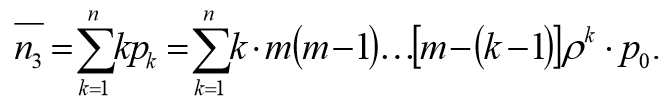 $\overline{n_3} = \sum_{k=1}^{n} k p_k = \sum_{k=1}^{n} k \cdot m(m-1)\ldots[m-(k-1)]\rho^k \cdot p_0.$